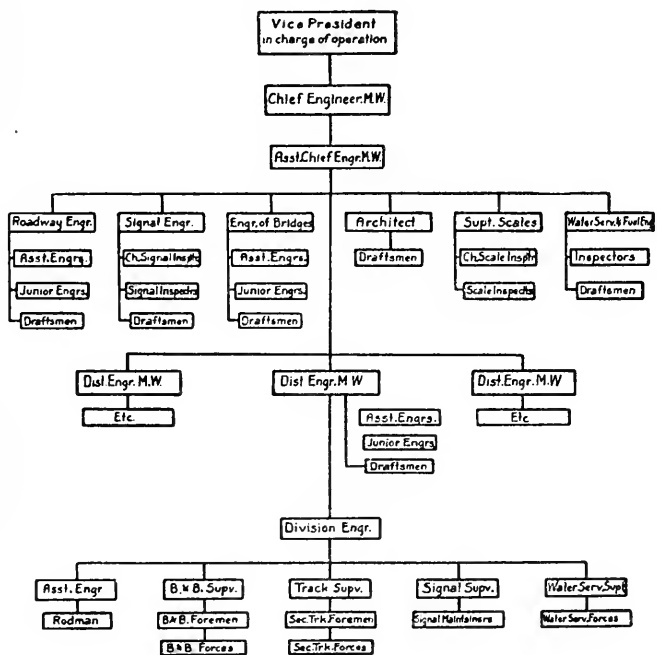 Vice President
in charge of operation
Chief Engineer.M.W.
Asst.Chief Engr.M.W.
Roadway Engr.
Signal Engr.
Engr. of Bridges
Architect
Supt. Scales
Water Serv. & Fuel Eng
Asst. Engrs.
Ch. Signal Insptr
Asst. Engrs.
Draftsmen
Ch. Scale Insptr
Inspectors
Junior Engrs.
Signal Inspectrs
Junior Engrs.
Scale Inspectrs
Draftsmen
Draftsmen
Draftsmen
Draftsmen
Dist. Engr. M.W.
Dist Engr. M W
Dist. Engr. M.W
Etc.
Asst. Engrs.
Etc
Junior Engrs
Draftsmen
Division Engr.
Asst. Engr
B. & B. Supv.
Track Supv.
Signal Supv.
Water Serv. Supt
Rodman
B.& B. Foremen
Sec. Trk. Foremen
Signal Maintainers
Water Serv. Forces
B.& B. Forces
Sec. Trk. Forces